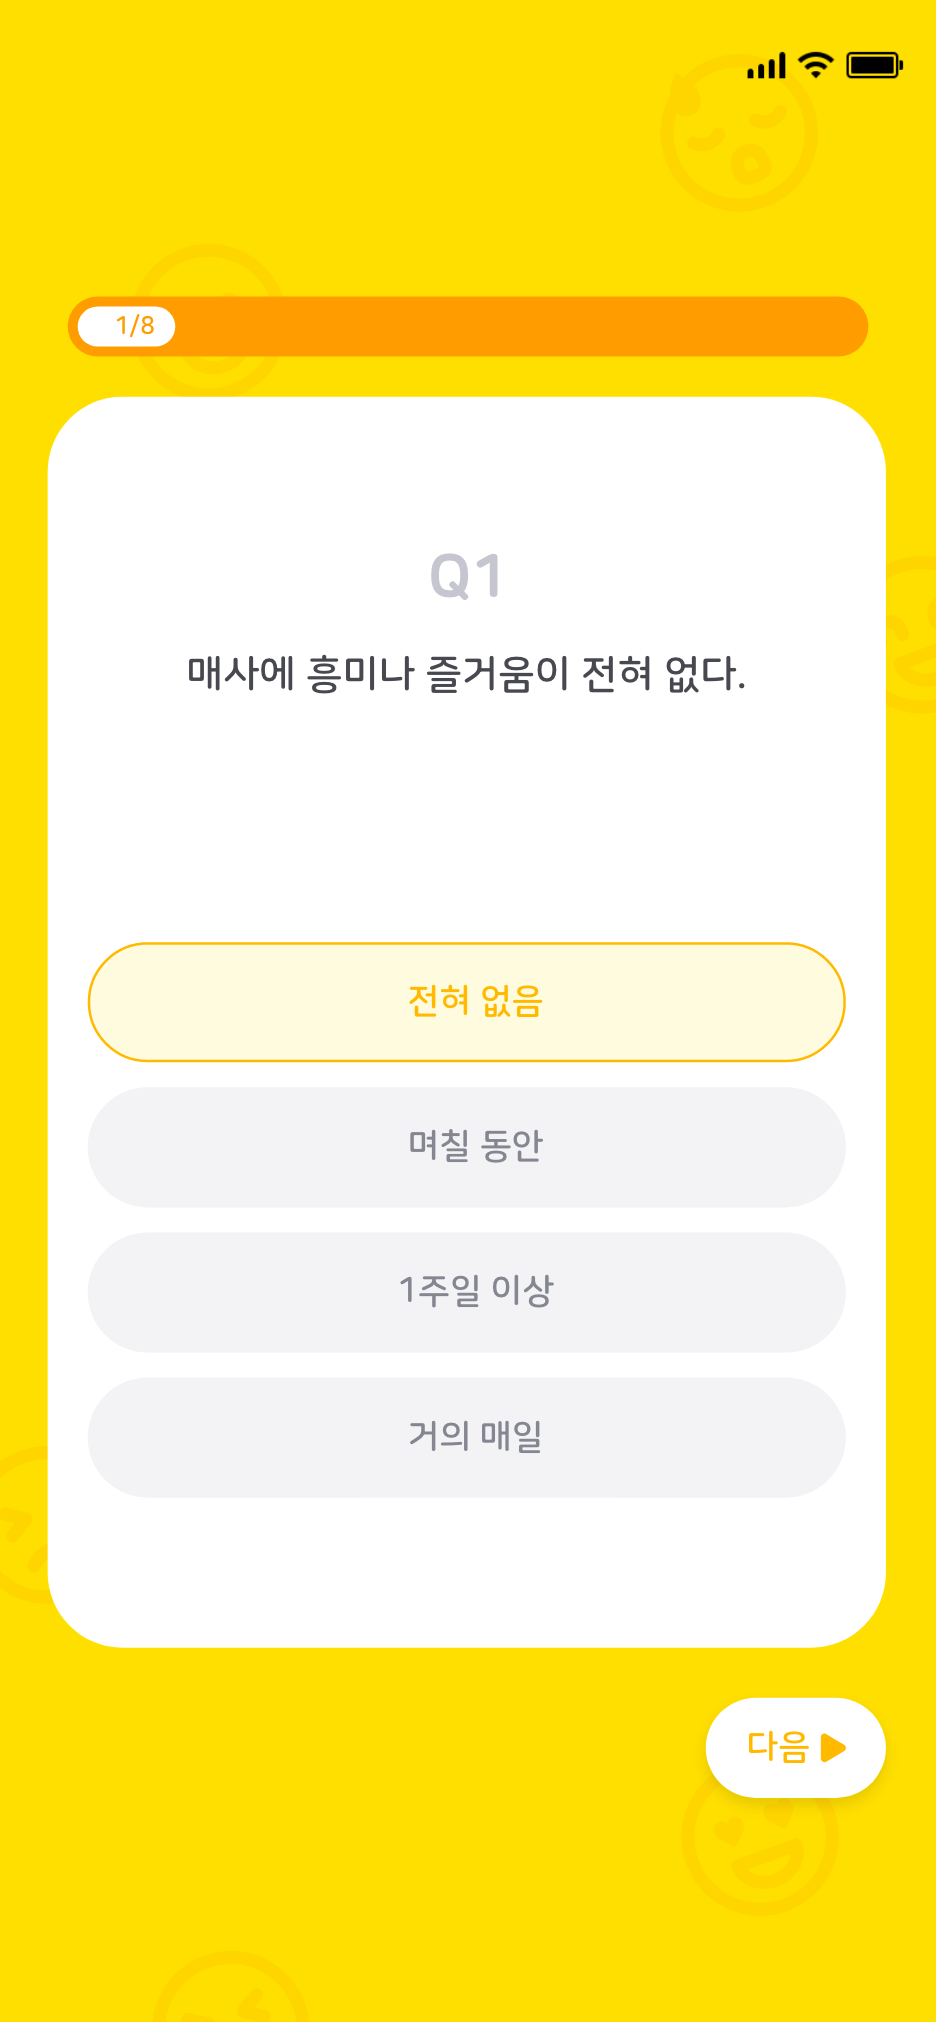 1/8
Q1
매사에 흥미나 즐거움이 전혀 없다.
전혀 없음
며칠 동안
1주일 이상
거의 매일
다음